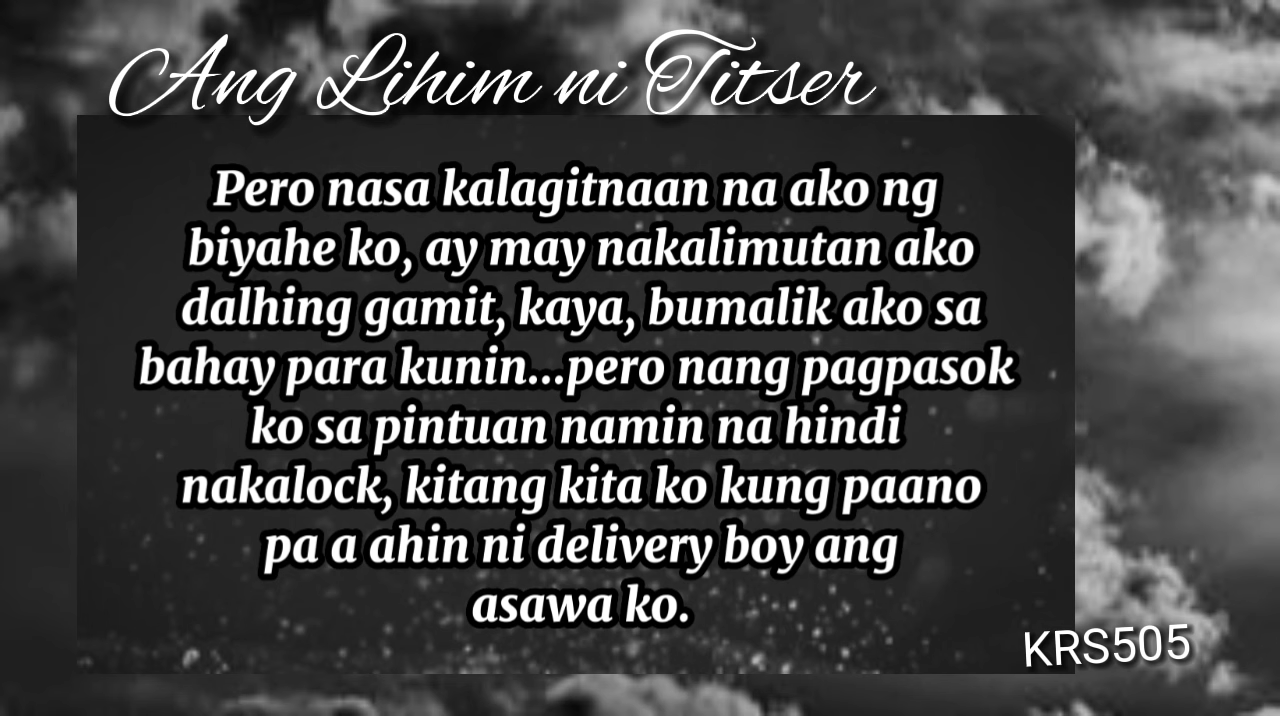 Ang Lihim ni Titser
Pero nasa kalagitnaan na ako ng
biyahe ko, ay may nakalimutan ako
dalhing gamit, kaya, bumalik ako sa
bahay para kunin...pero nang pagpasok
ko sa pintuan namin na hindi
nakalock, kitang kita ko kung paano
pa a ahin ni delivery boy ang
asawa ko.
KRS505